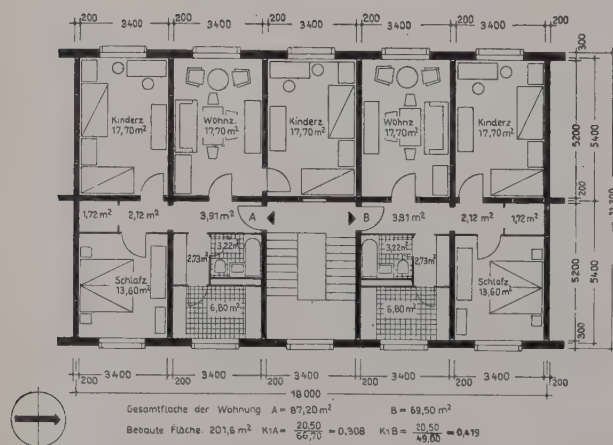 200 3400 200 3400 200 3400 200 3400 200 3400 200
300
Kinderz Wohnz. Kinderz Wohnz Kinderz
17,70 m² 17,70 m² 17,70 m² 17,70 m² 17,70 m²
5200 5400
200
1,72 m² 2,12 m² 3,91 m² A B 3,91 m² 2,12 m² 1,72 m²
3,22 m² 3,22 m²
2,73 m² 2,73 m²
Schlafz Schlafz
13,60 m² 13,60 m²
6,80 m² 6,80 m²
5200 5400
300
3400 3400 3400 3400 3400
200 200 200 200 200 200
18 000
Gesamtfläche der Wohnung A = 87,20 m² B = 69,50 m²
Bebaute Fläche. 201,6 m² K₁A = 20,50 / 66,70 = 0,308 K₁B = 20,50 / 49,00 = 0,419